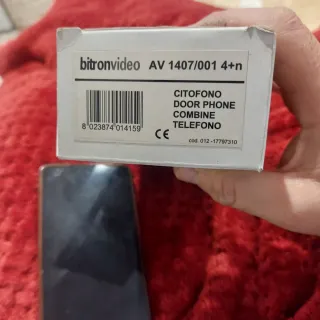 bitronvideo AV 1407/001 4+n
CITOFONO
DOOR PHONE
COMBINE
TELEFONO
8 023874 014159
CE
cod. 012 -17797310